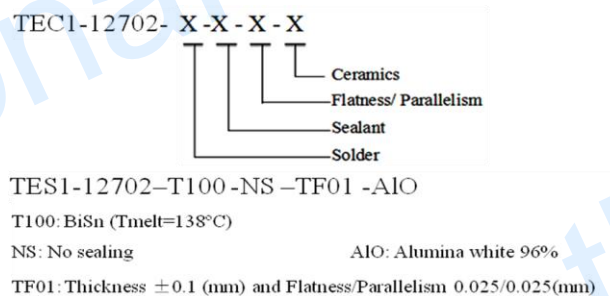 TEC1-12702- X -X - X - X
Ceramics
Flatness/ Parallelism
Sealant
Solder
TES1-12702–T100 -NS –TF01 -AlO
T100: BiSn (Tmelt=138°C)
NS: No sealing AlO: Alumina white 96%
TF01: Thickness ±0.1 (mm) and Flatness/Parallelism 0.025/0.025(mm)